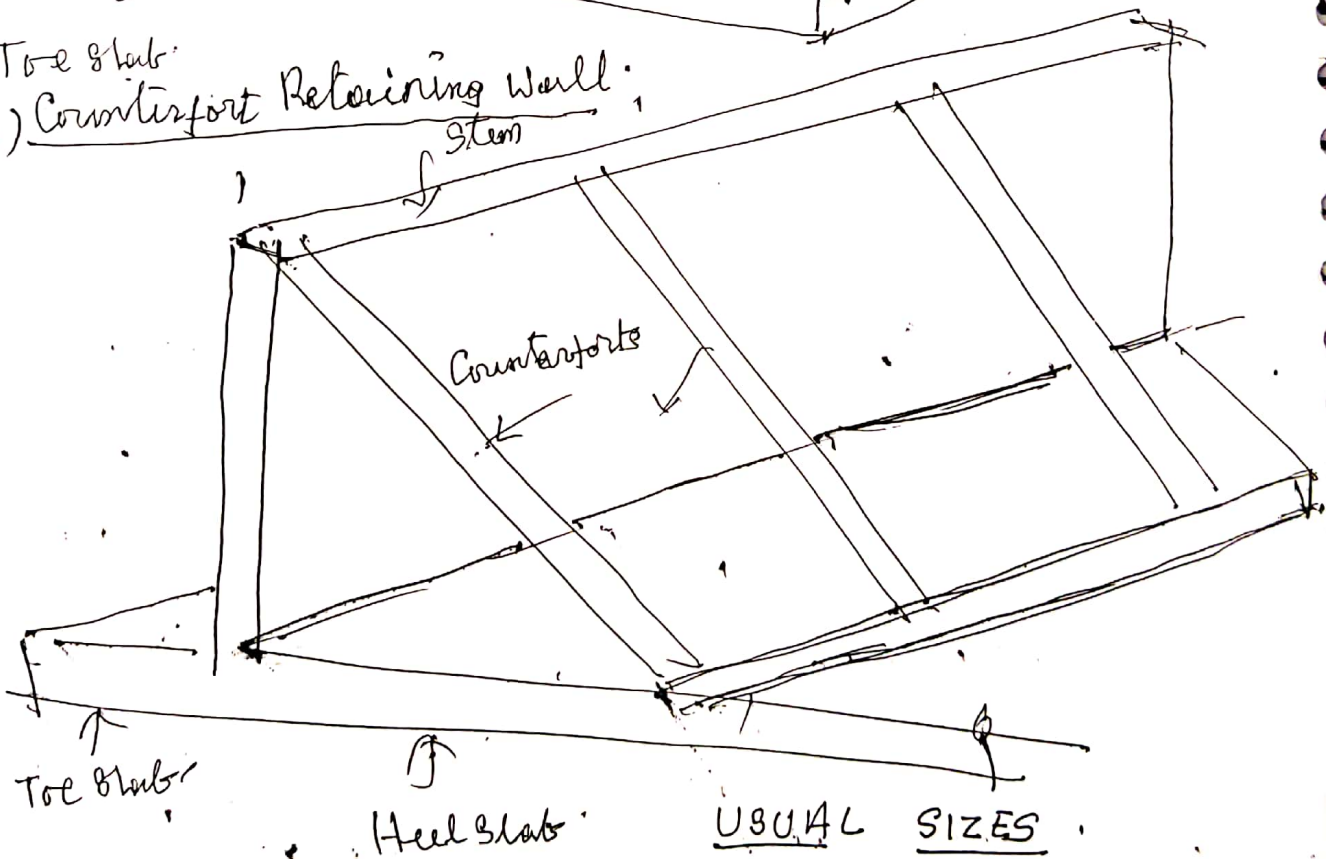 Toe Slab.
) Counterfort Retaining Wall.
Stem
Counterforts
Toe Slab
Heel Slab.
USUAL SIZES.